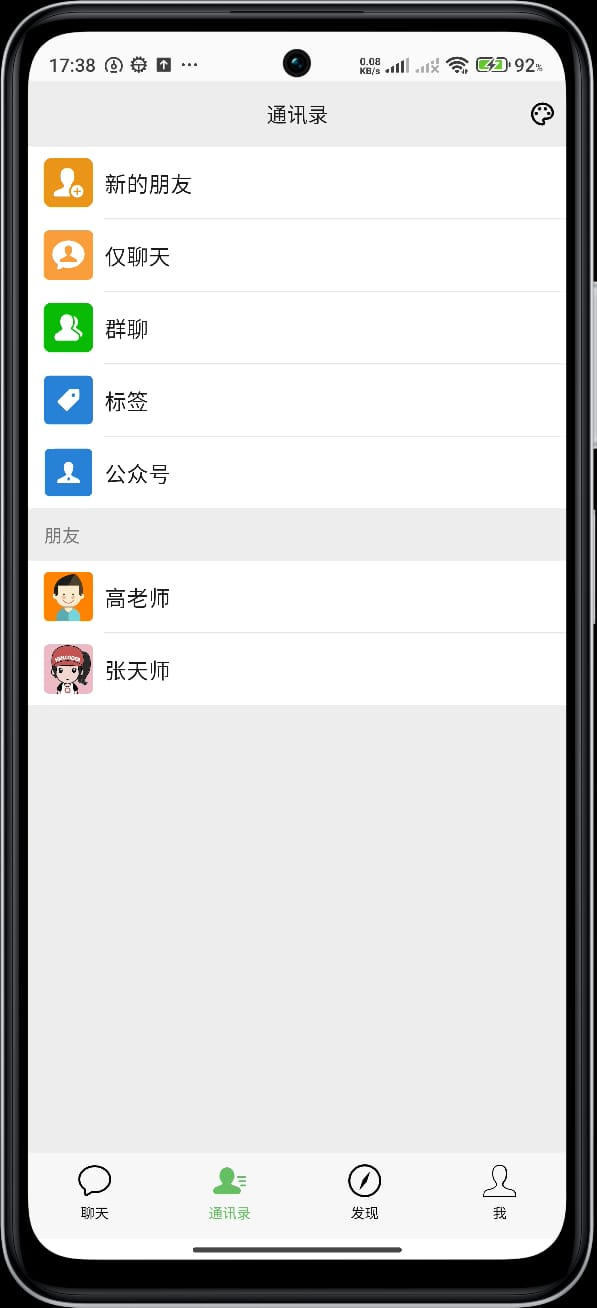 17:38
0.08
KB/s
92%
通讯录
新的朋友
仅聊天
群聊
标签
公众号
朋友
高老师
张天师
聊天
通讯录
发现
我